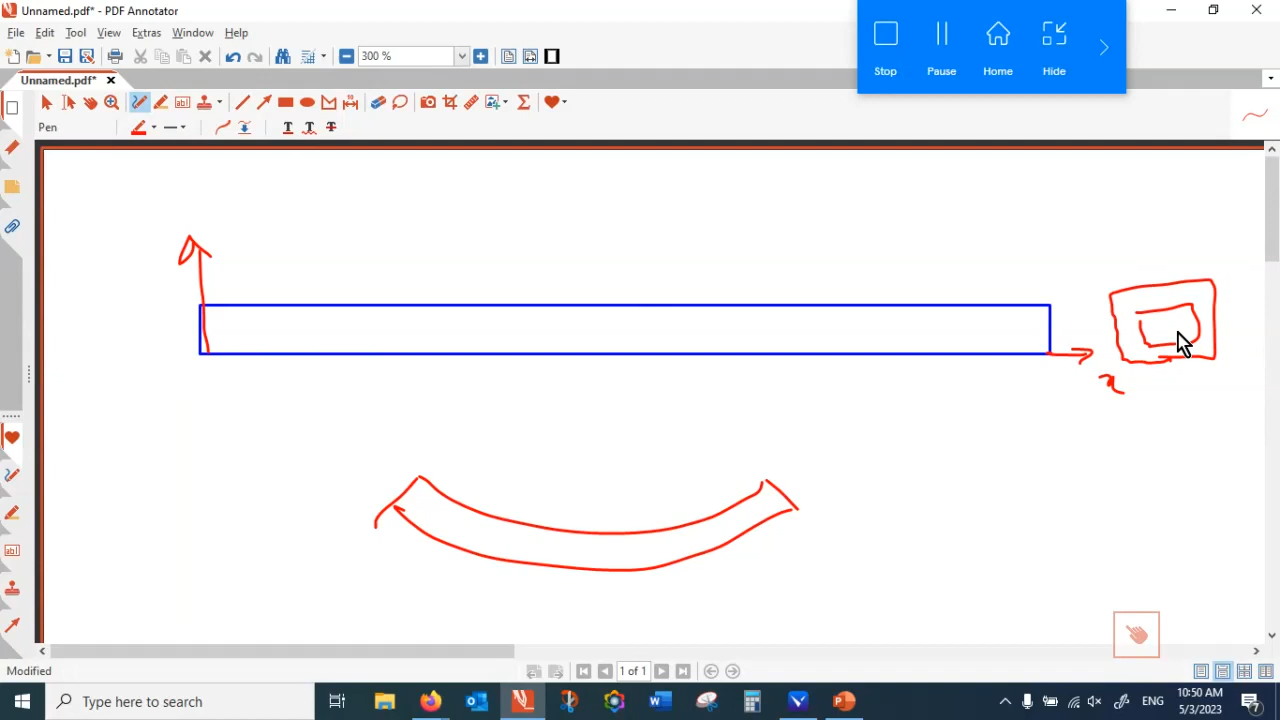 Unnamed.pdf* - PDF Annotator
File Edit Tool View Extras Window Help
Stop Pause Home Hide
300 %
Unnamed.pdf*
Pen
x
Modified
1 of 1
Type here to search
ENG
10:50 AM
5/3/2023
7